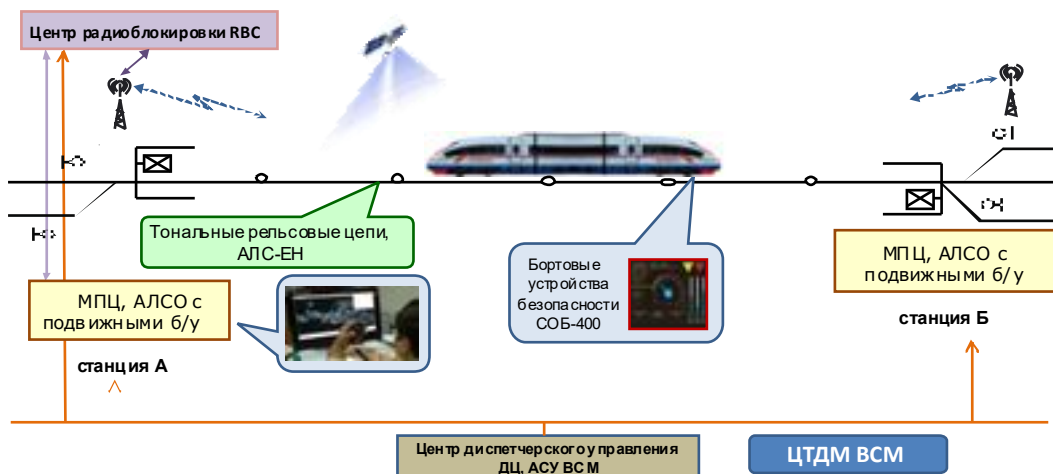 Центр радиоблокировки RBC
Тональные рельсовые цепи,
АЛС-ЕН
Бортовые
устройства
безопасности
СОБ-400
МПЦ, АЛСО с
подвижными б/у
МПЦ, АЛСО с
подвижными б/у
станция А
станция Б
Центр диспетчерского управления
ДЦ, АСУ ВСМ
ЦТДМ ВСМ